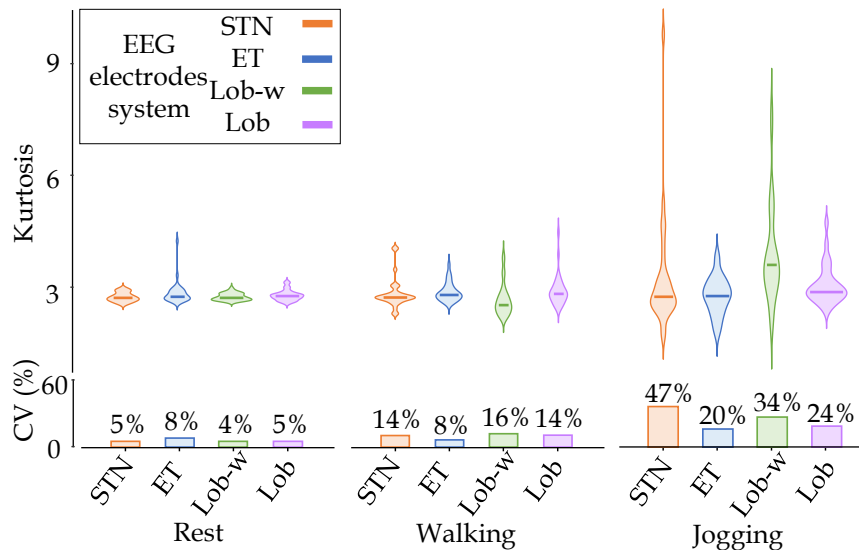 EEG
electrodes
system
STN
ET
Lob-w
Lob
Kurtosis
9
6
3
CV (%)
60
0
5% 8% 4% 5%
14% 8% 16% 14%
47% 20% 34% 24%
STN ET Lob-w Lob
STN ET Lob-w Lob
STN ET Lob-w Lob
Rest Walking Jogging